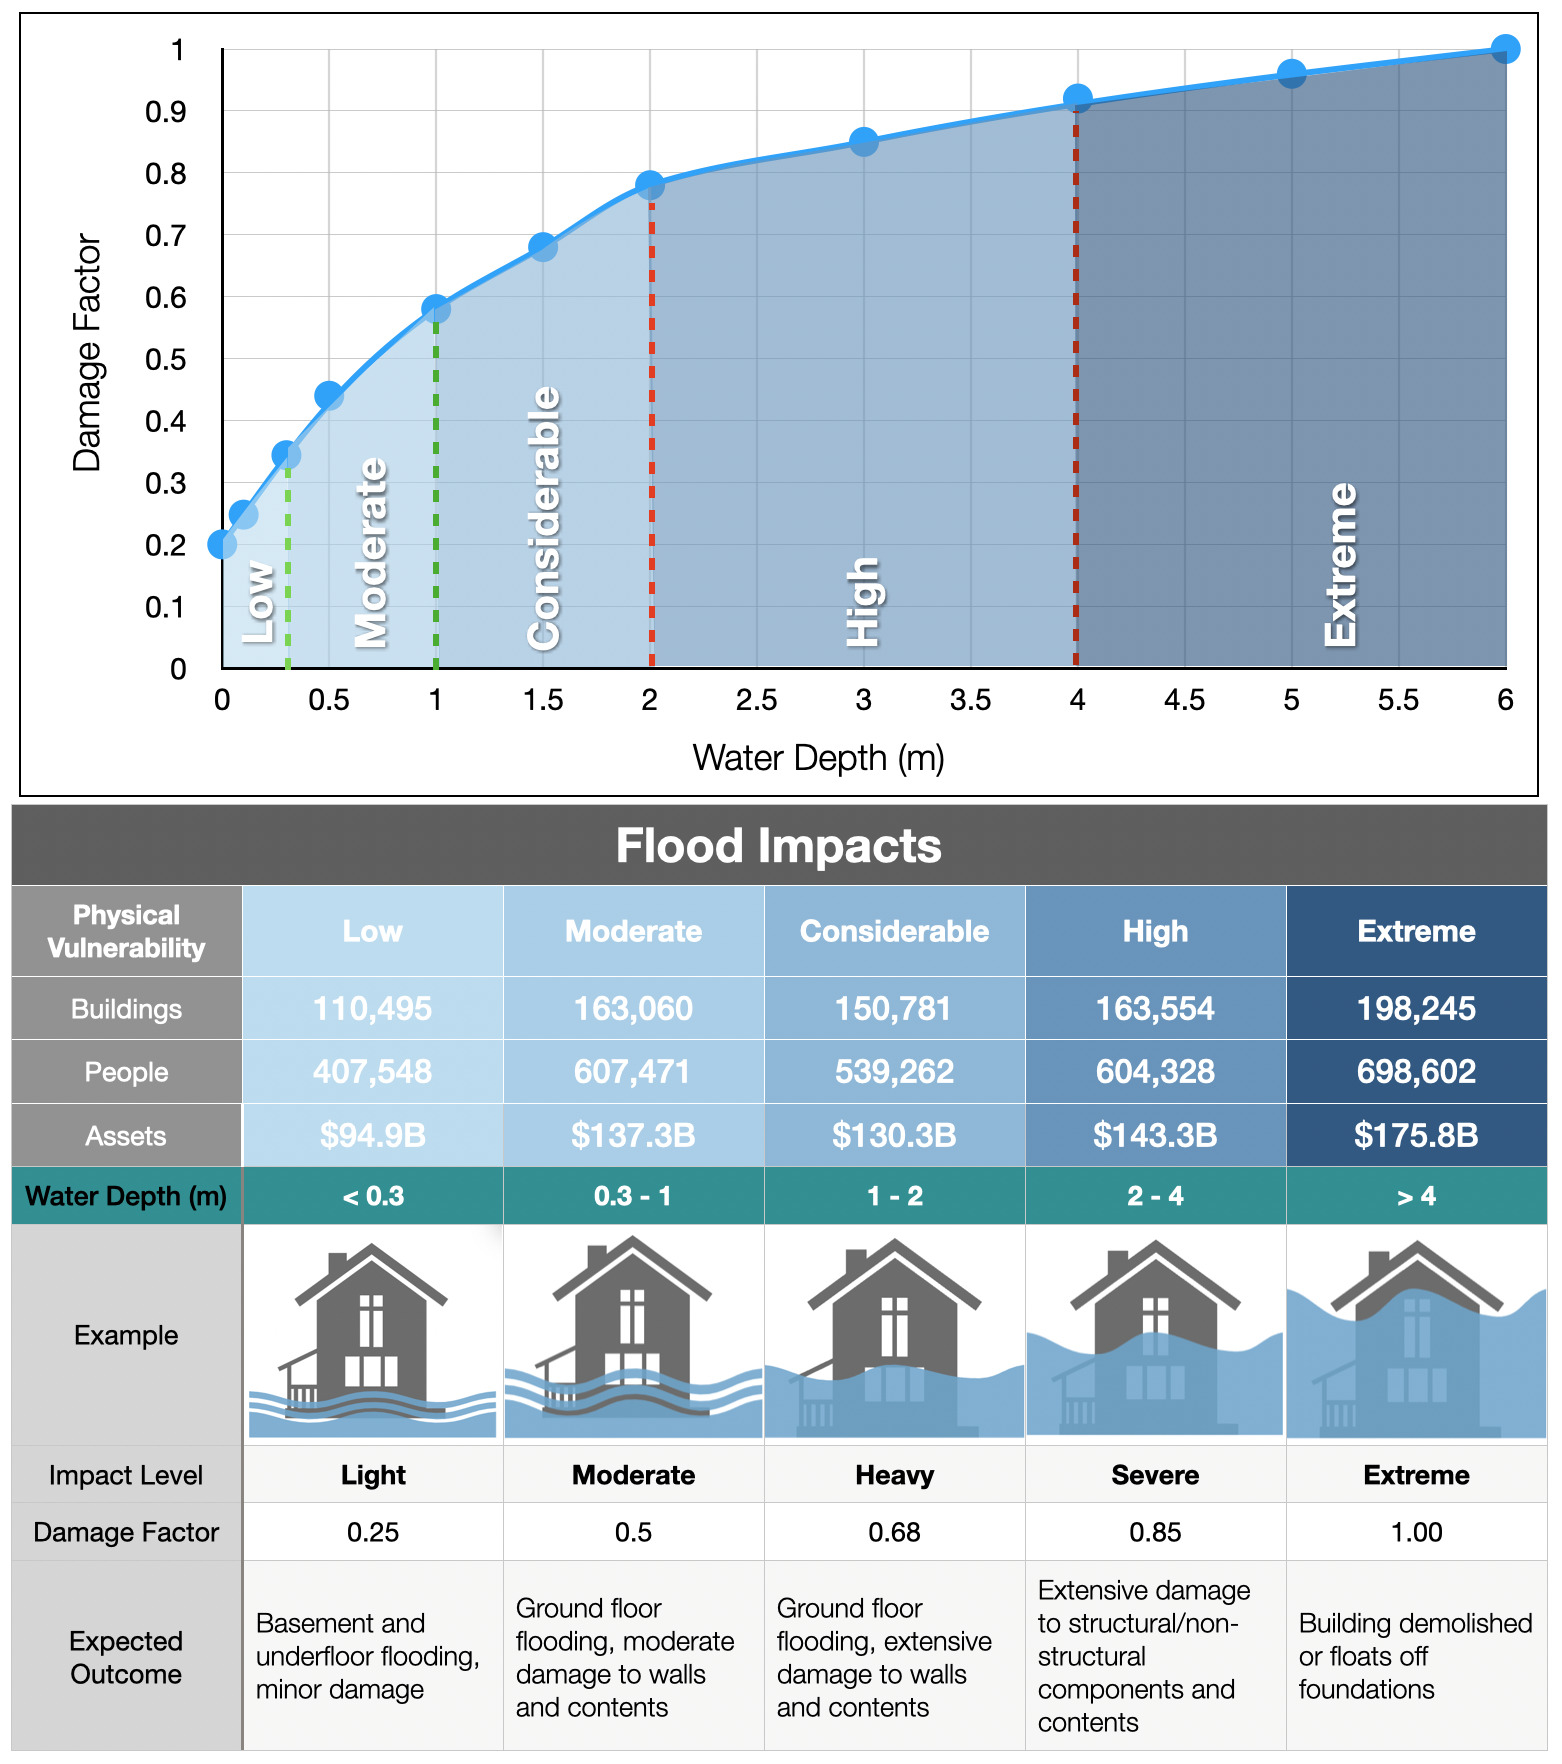 1
0.9
0.8
0.7
0.6
0.5
0.4
0.3
0.2
0.1
0
Damage Factor
Low
Moderate
Considerable
High
Extreme
0 0.5 1 1.5 2 2.5 3 3.5 4 4.5 5 5.5 6
Water Depth (m)
Flood Impacts
Physical
Vulnerability
Low
Moderate
Considerable
High
Extreme
Buildings
110,495
163,060
150,781
163,554
198,245
People
407,548
607,471
539,262
604,328
698,602
Assets
$94.9B
$137.3B
$130.3B
$143.3B
$175.8B
Water Depth (m)
< 0.3
0.3 - 1
1 - 2
2 - 4
> 4
Example
Impact Level
Light
Moderate
Heavy
Severe
Extreme
Damage Factor
0.25
0.5
0.68
0.85
1.00
Expected
Outcome
Basement and
underfloor flooding,
minor damage
Ground floor
flooding, moderate
damage to walls
and contents
Ground floor
flooding, extensive
damage to walls
and contents
Extensive damage
to structural/non-
structural
components and
contents
Building demolished
or floats off
foundations